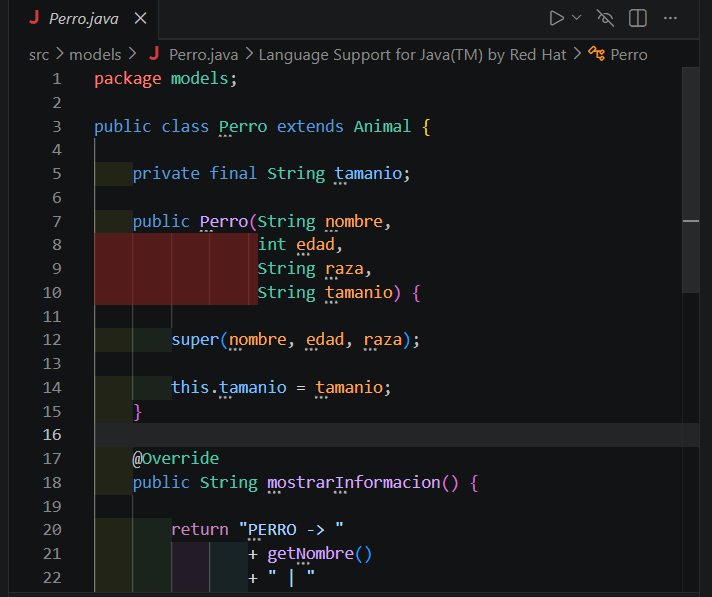 J Perro.java
src > models > J Perro.java > Language Support for Java(TM) by Red Hat > Perro
1 package models;
2
3 public class Perro extends Animal {
4
5     private final String tamanio;
6
7     public Perro(String nombre,
8                  int edad,
9                  String raza,
10                  String tamanio) {
11
12         super(nombre, edad, raza);
13
14         this.tamanio = tamanio;
15     }
16
17     @Override
18     public String mostrarInformacion() {
19
20         return "PERRO -> "
21                 + getNombre()
22                 + " | "